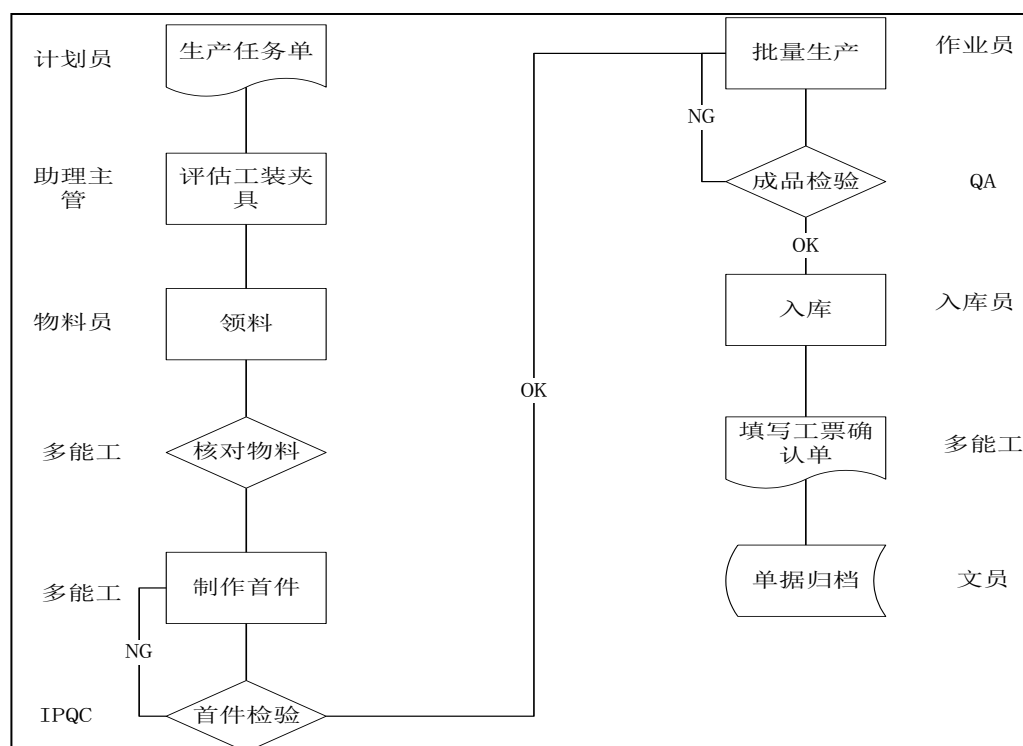 计划员
生产任务单
助理主
管
评估工装夹
具
物料员
领料
多能工
核对物料
多能工
制作首件
NG
IPQC
首件检验
OK
批量生产
作业员
NG
成品检验
QA
OK
入库
入库员
填写工票确
认单
多能工
单据归档
文员